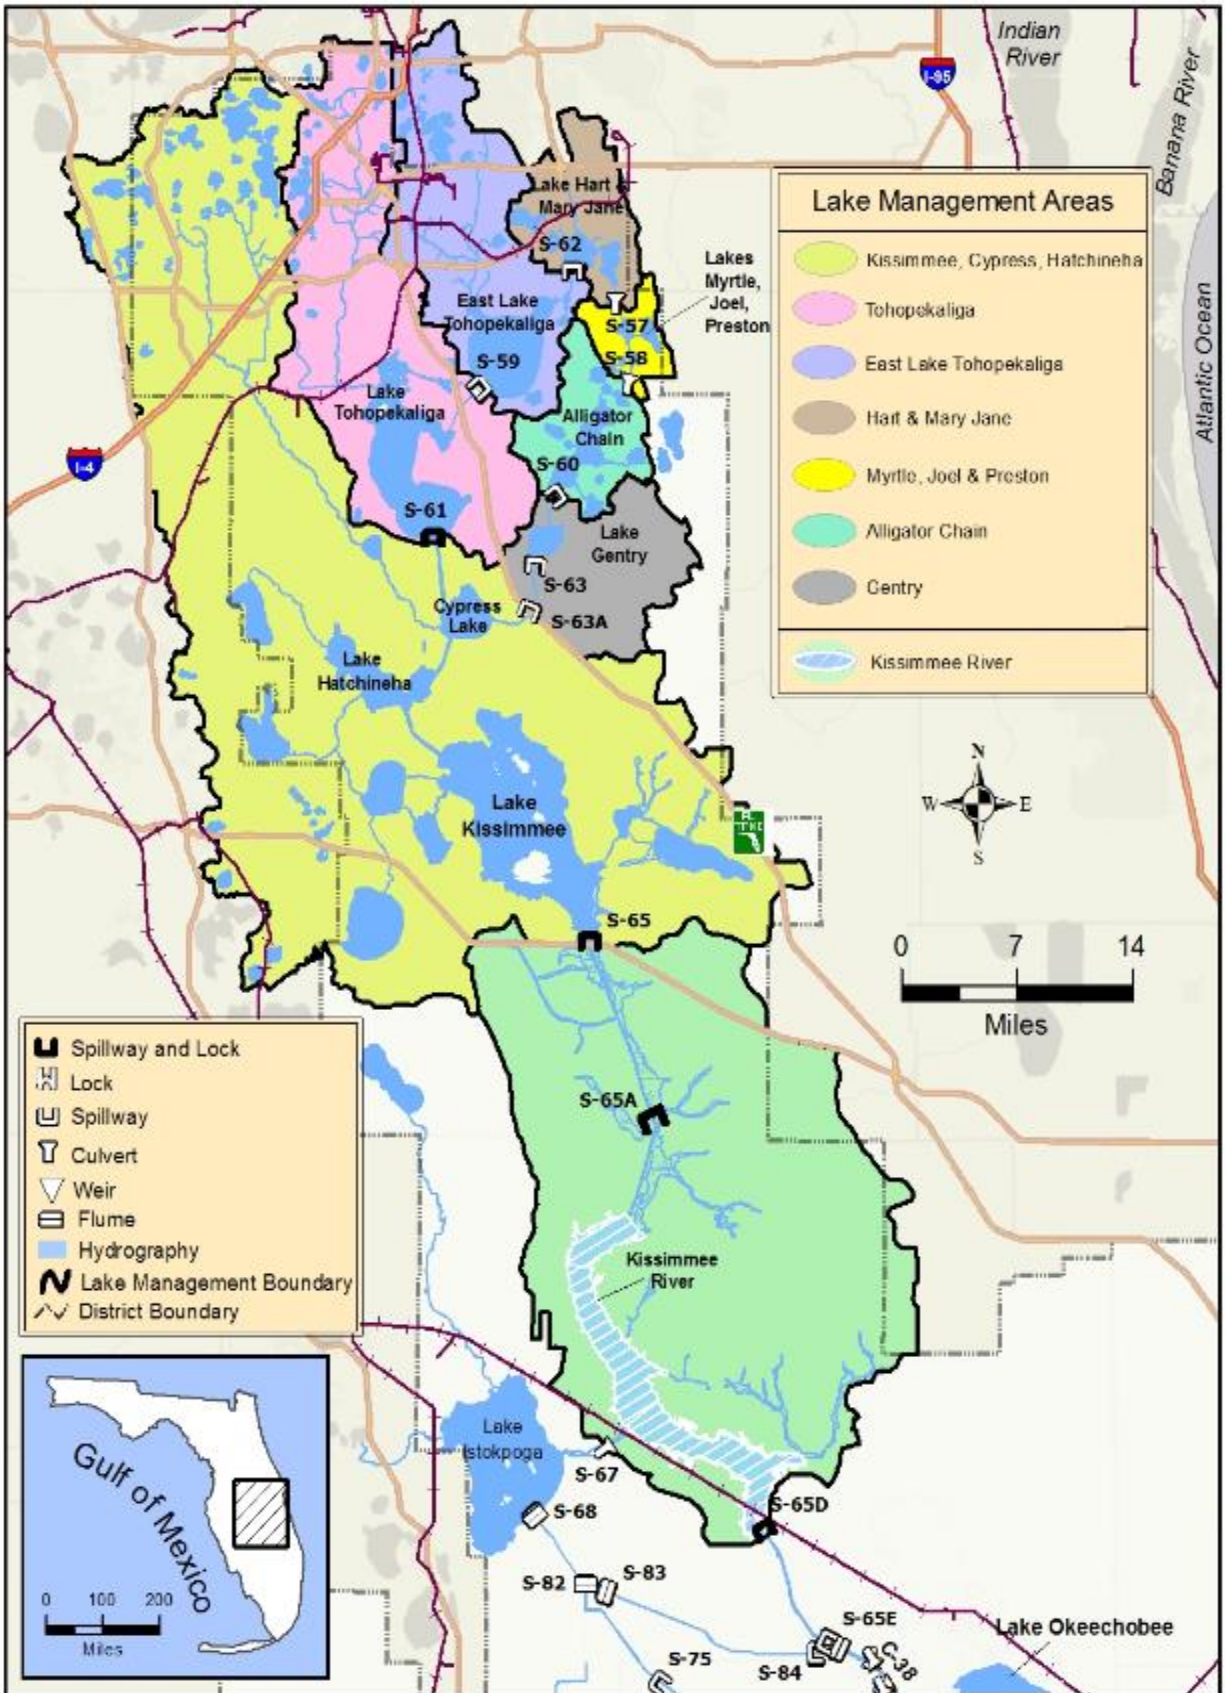 Indian
River
I-95
Banana River
Atlantic Ocean
Lake Management Areas
Kissimmee, Cypress, Hatchineha
Tohopekaliga
East Lake Tohopekaliga
Hart & Mary Jane
Myrtle, Joel & Preston
Alligator Chain
Gentry
Kissimmee River
Lake Hart &
Mary Jane
S-62
Lakes
Myrtle,
Joel,
Preston
East Lake
Tohopekaliga
S-57
S-58
S-59
Lake
Tohopekaliga
Alligator
Chain
I-4
S-60
S-61
Lake
Gentry
S-63
S-63A
Cypress
Lake
Lake
Hatchineha
Lake
Kissimmee
N
W
E
S
S-65
0 7 14
Miles
Spillway and Lock
Lock
Spillway
Culvert
Weir
Flume
Hydrography
Lake Management Boundary
District Boundary
S-65A
Kissimmee
River
Gulf of Mexico
0 100 200
Miles
Lake
Istokpoga
S-67
S-68
S-65D
S-82
S-83
S-65E
S-84
C-38
S-75
Lake Okeechobee